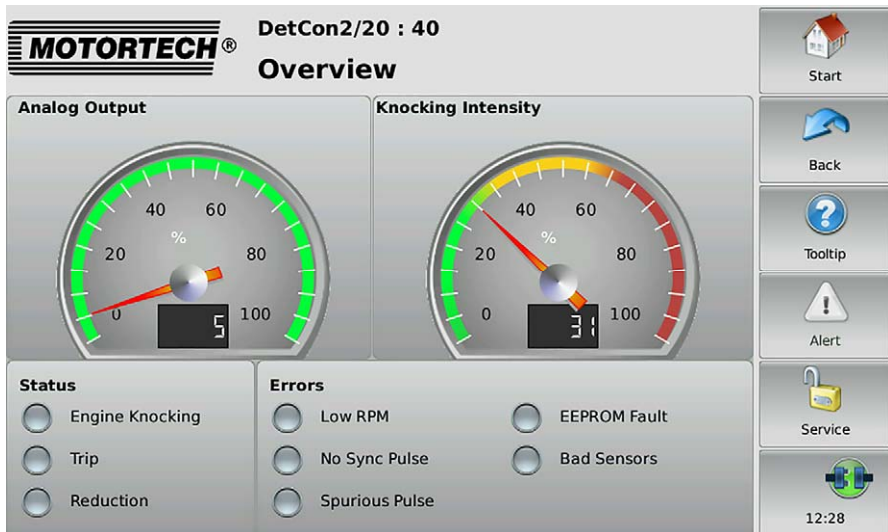 MOTORTECH®
DetCon2/20 : 40
Overview
Start
Analog Output
Knocking Intensity
40 60
%
20 80
0 100
5
40 60
%
20 80
0 100
31
Back
Tooltip
Alert
Status
Engine Knocking
Trip
Reduction
Errors
Low RPM
No Sync Pulse
Spurious Pulse
EEPROM Fault
Bad Sensors
Service
12:28